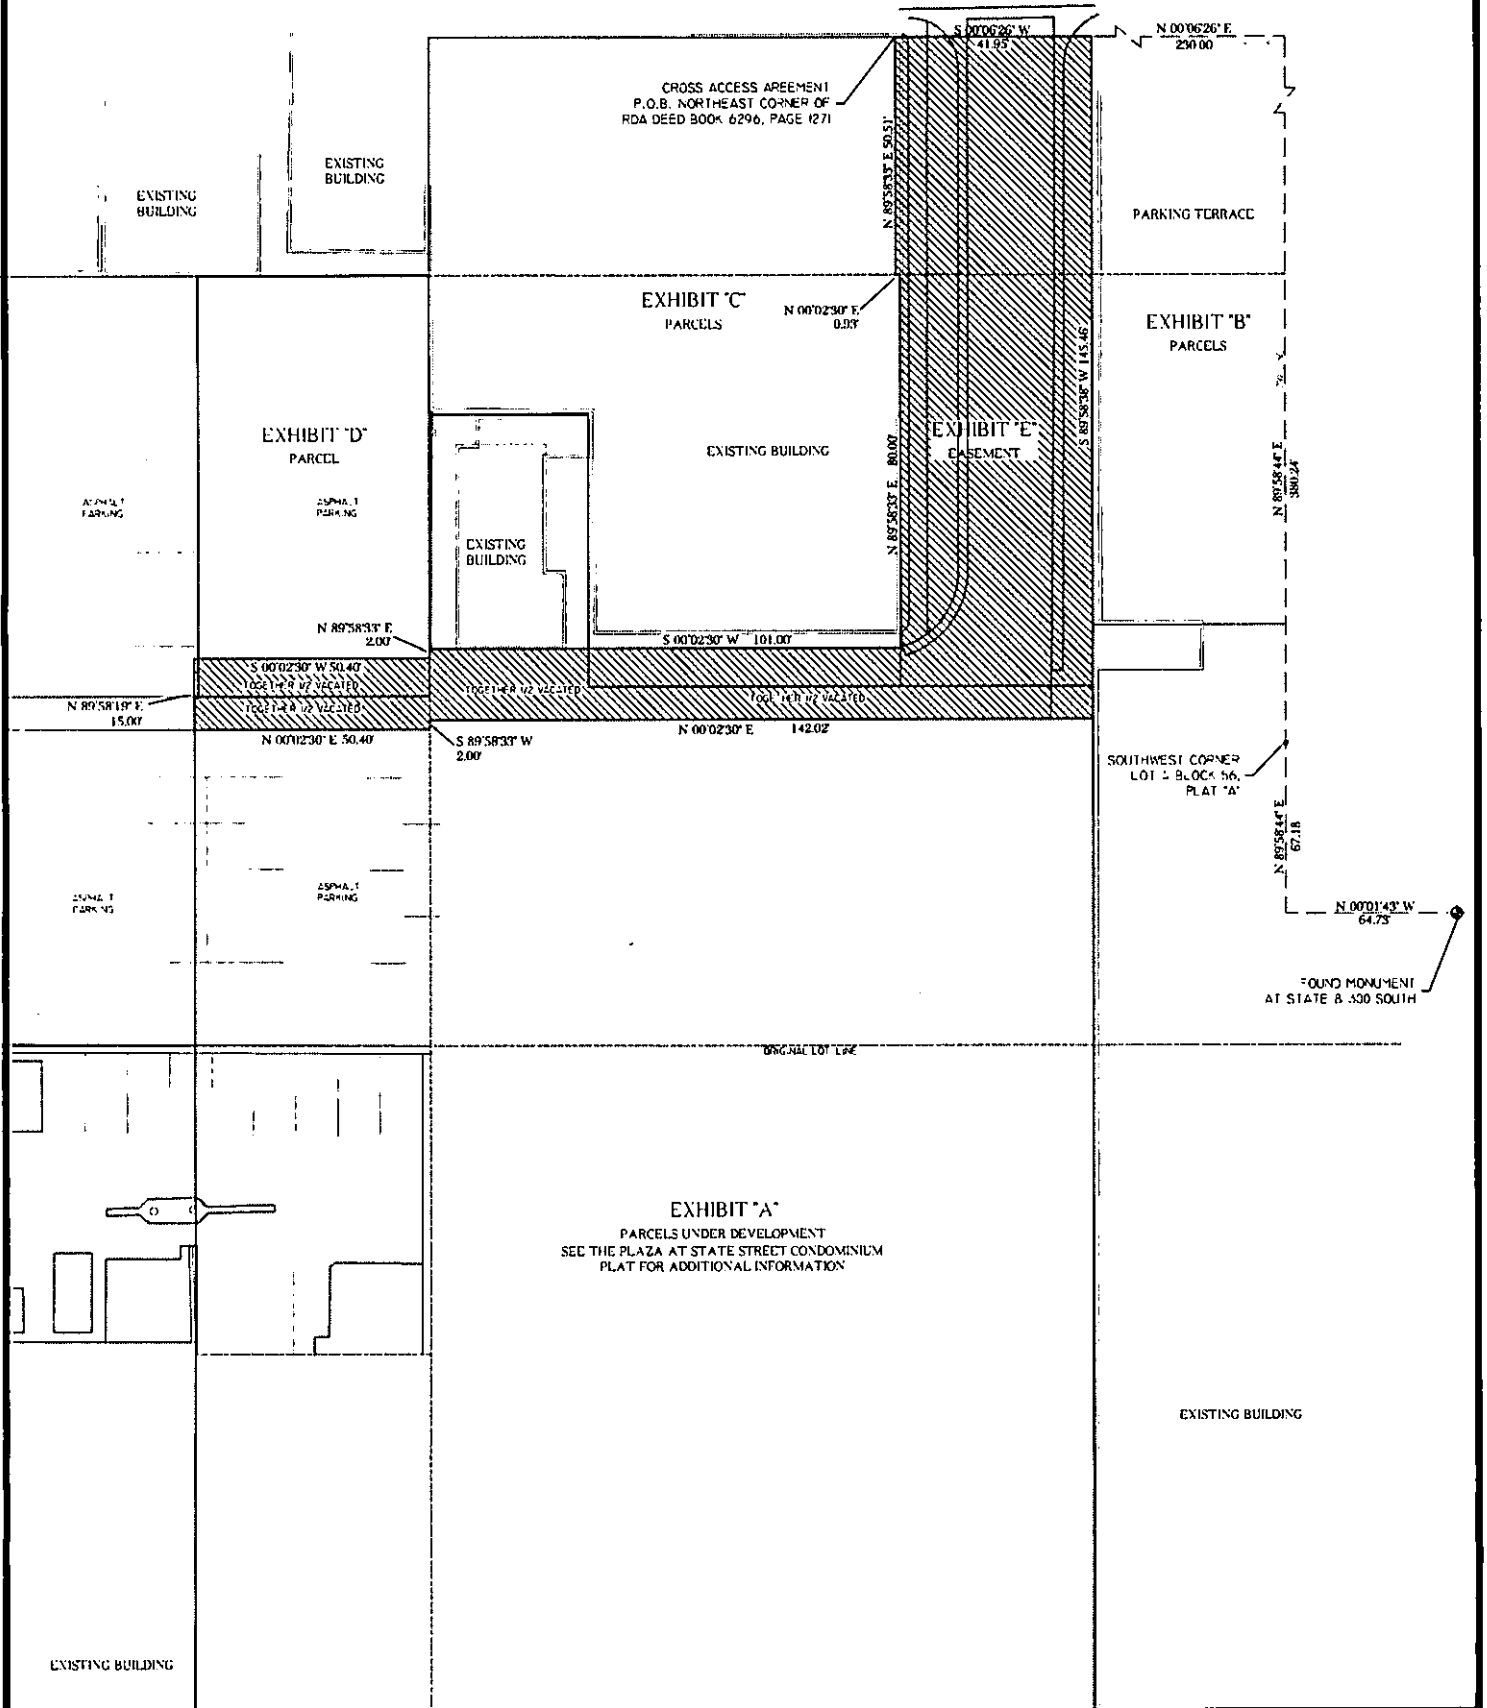 S 00°06'26" W
41.95'
N 00°06'26" E
230.00
CROSS ACCESS AREEMENT
P.O.B. NORTHEAST CORNER OF
RDA DEED BOOK 6296, PAGE 1271
N 89°58'33" E 50.51'
EXISTING
BUILDING
EXISTING
BUILDING
PARKING TERRACE
EXHIBIT "C"
PARCELS
N 00°02'30" E
0.93'
EXHIBIT "B"
PARCELS
S 89°58'38" W 145.46
EXHIBIT "D"
PARCEL
EXISTING BUILDING
EXHIBIT "E"
EASEMENT
N 89°58'33" E 80.00'
N 89°58'44" E
380.24'
ASPHALT
PARKING
ASPHALT
PARKING
EXISTING
BUILDING
N 89°58'33" E
2.00'
S 00°02'30" W 101.00'
S 00°02'30" W 50.40'
TOGETHER 1/2 VACATED
TOGETHER 1/2 VACATED
TOGETHER 1/2 VACATED
TOGETHER 1/2 VACATED
N 89°58'19" E
15.00'
N 00°02'30" E 50.40'
S 89°58'33" W
2.00'
N 00°02'30" E 142.02'
SOUTHWEST CORNER
LOT BLOCK 56,
PLAT "A"
N 89°58'44" E
67.18
ASPHALT
PARKING
ASPHALT
PARKING
N 00°01'43" W
64.73'
FOUND MONUMENT
AT STATE & SOUTH
ORIGINAL LOT LINE
EXHIBIT "A"
PARCELS UNDER DEVELOPMENT
SEE THE PLAZA AT STATE STREET CONDOMINIUM
PLAT FOR ADDITIONAL INFORMATION
EXISTING BUILDING
EXISTING BUILDING